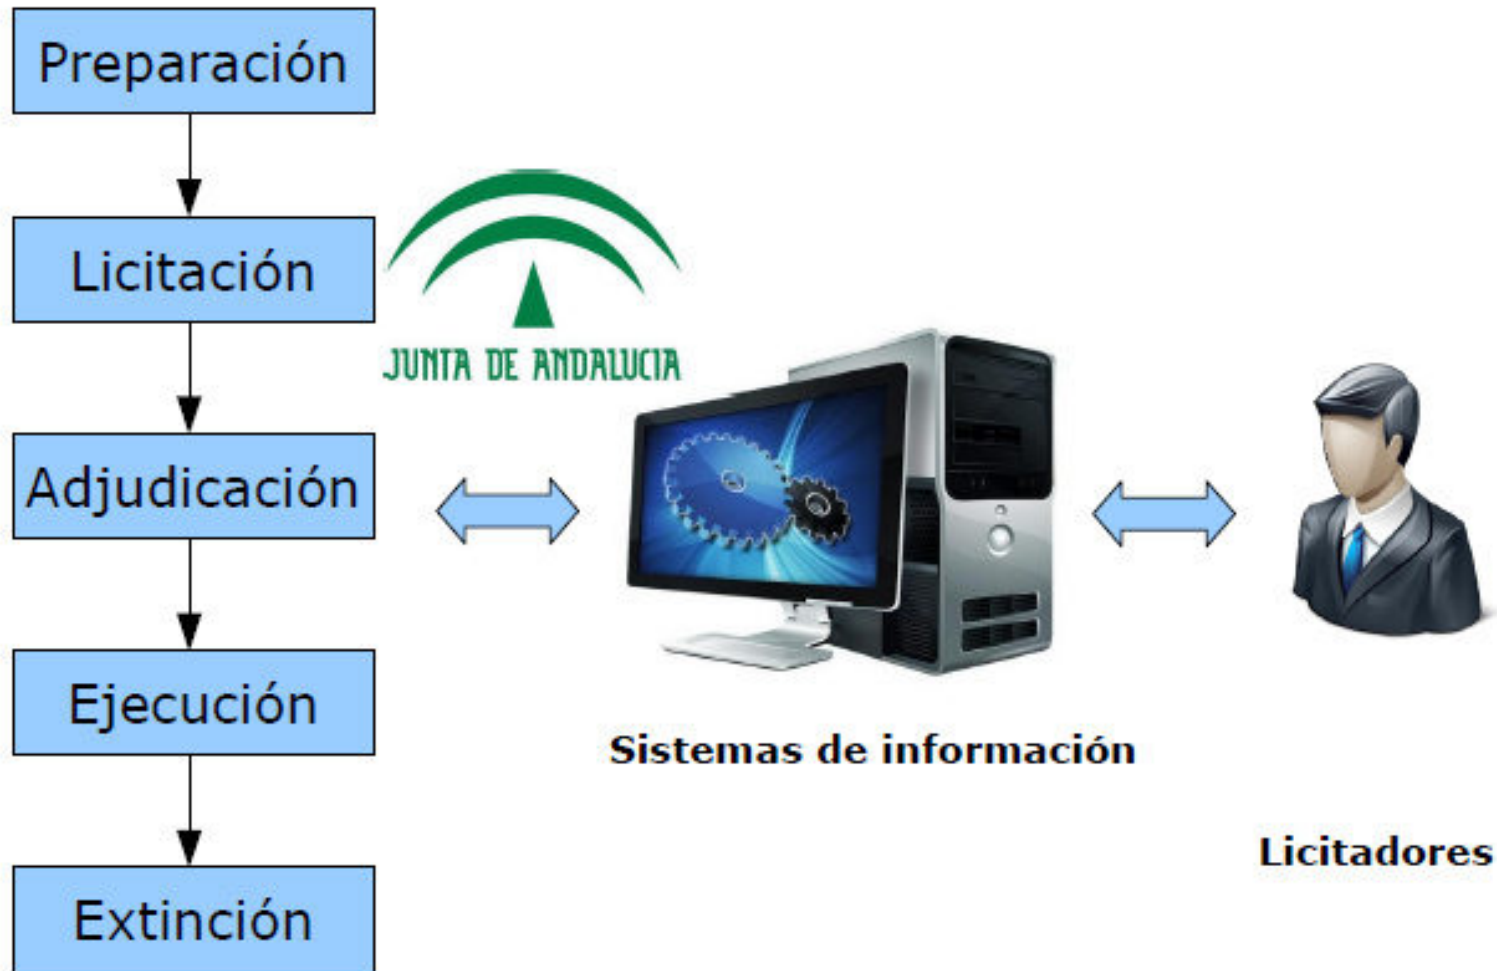 Preparación
Licitación
JUNTA DE ANDALUCIA
Adjudicación
Ejecución
Sistemas de información
Licitadores
Extinción